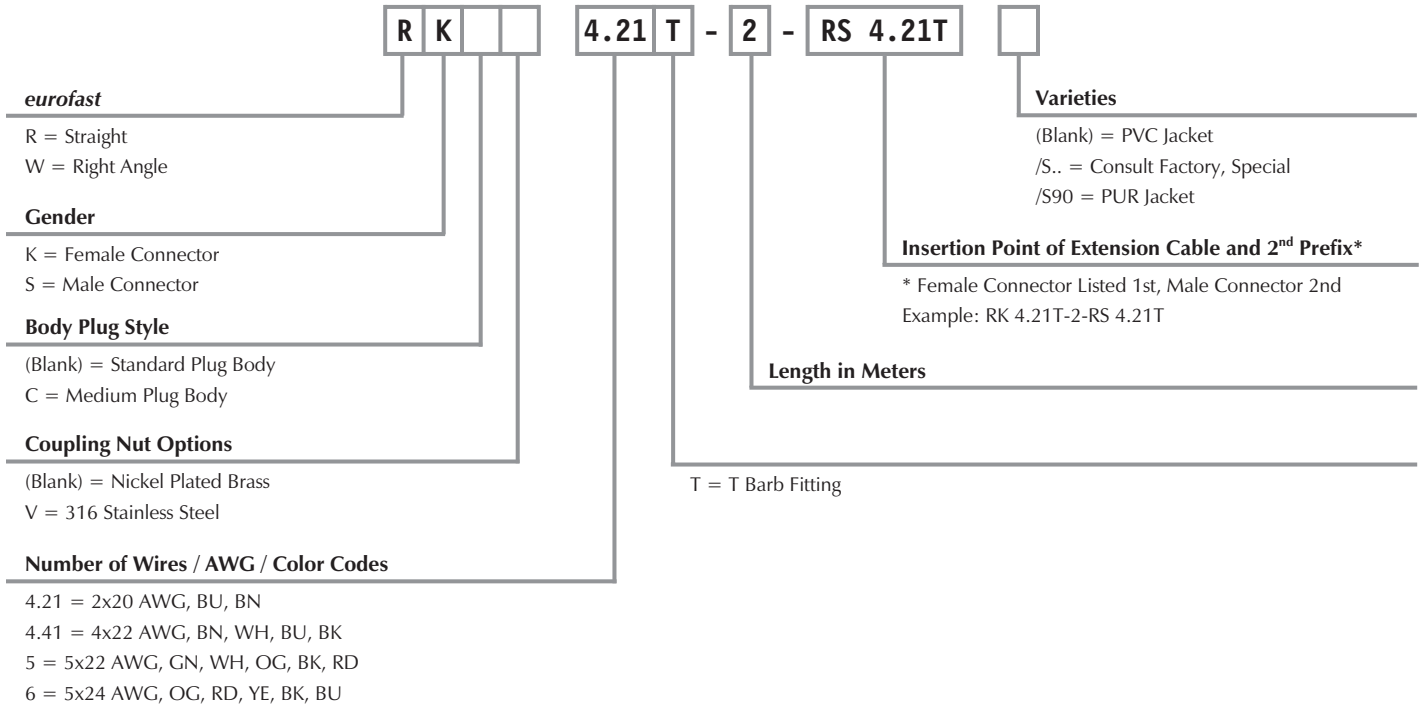 R K 4.21 T - 2 - RS 4.21T
eurofast
R = Straight
W = Right Angle
Gender
K = Female Connector
S = Male Connector
Body Plug Style
(Blank) = Standard Plug Body
C = Medium Plug Body
Coupling Nut Options
(Blank) = Nickel Plated Brass
V = 316 Stainless Steel
Number of Wires / AWG / Color Codes
4.21 = 2x20 AWG, BU, BN
4.41 = 4x22 AWG, BN, WH, BU, BK
5 = 5x22 AWG, GN, WH, OG, BK, RD
6 = 5x24 AWG, OG, RD, YE, BK, BU
Varieties
(Blank) = PVC Jacket
/S.. = Consult Factory, Special
/S90 = PUR Jacket
Insertion Point of Extension Cable and 2nd Prefix*
* Female Connector Listed 1st, Male Connector 2nd
Example: RK 4.21T-2-RS 4.21T
Length in Meters
T = T Barb Fitting